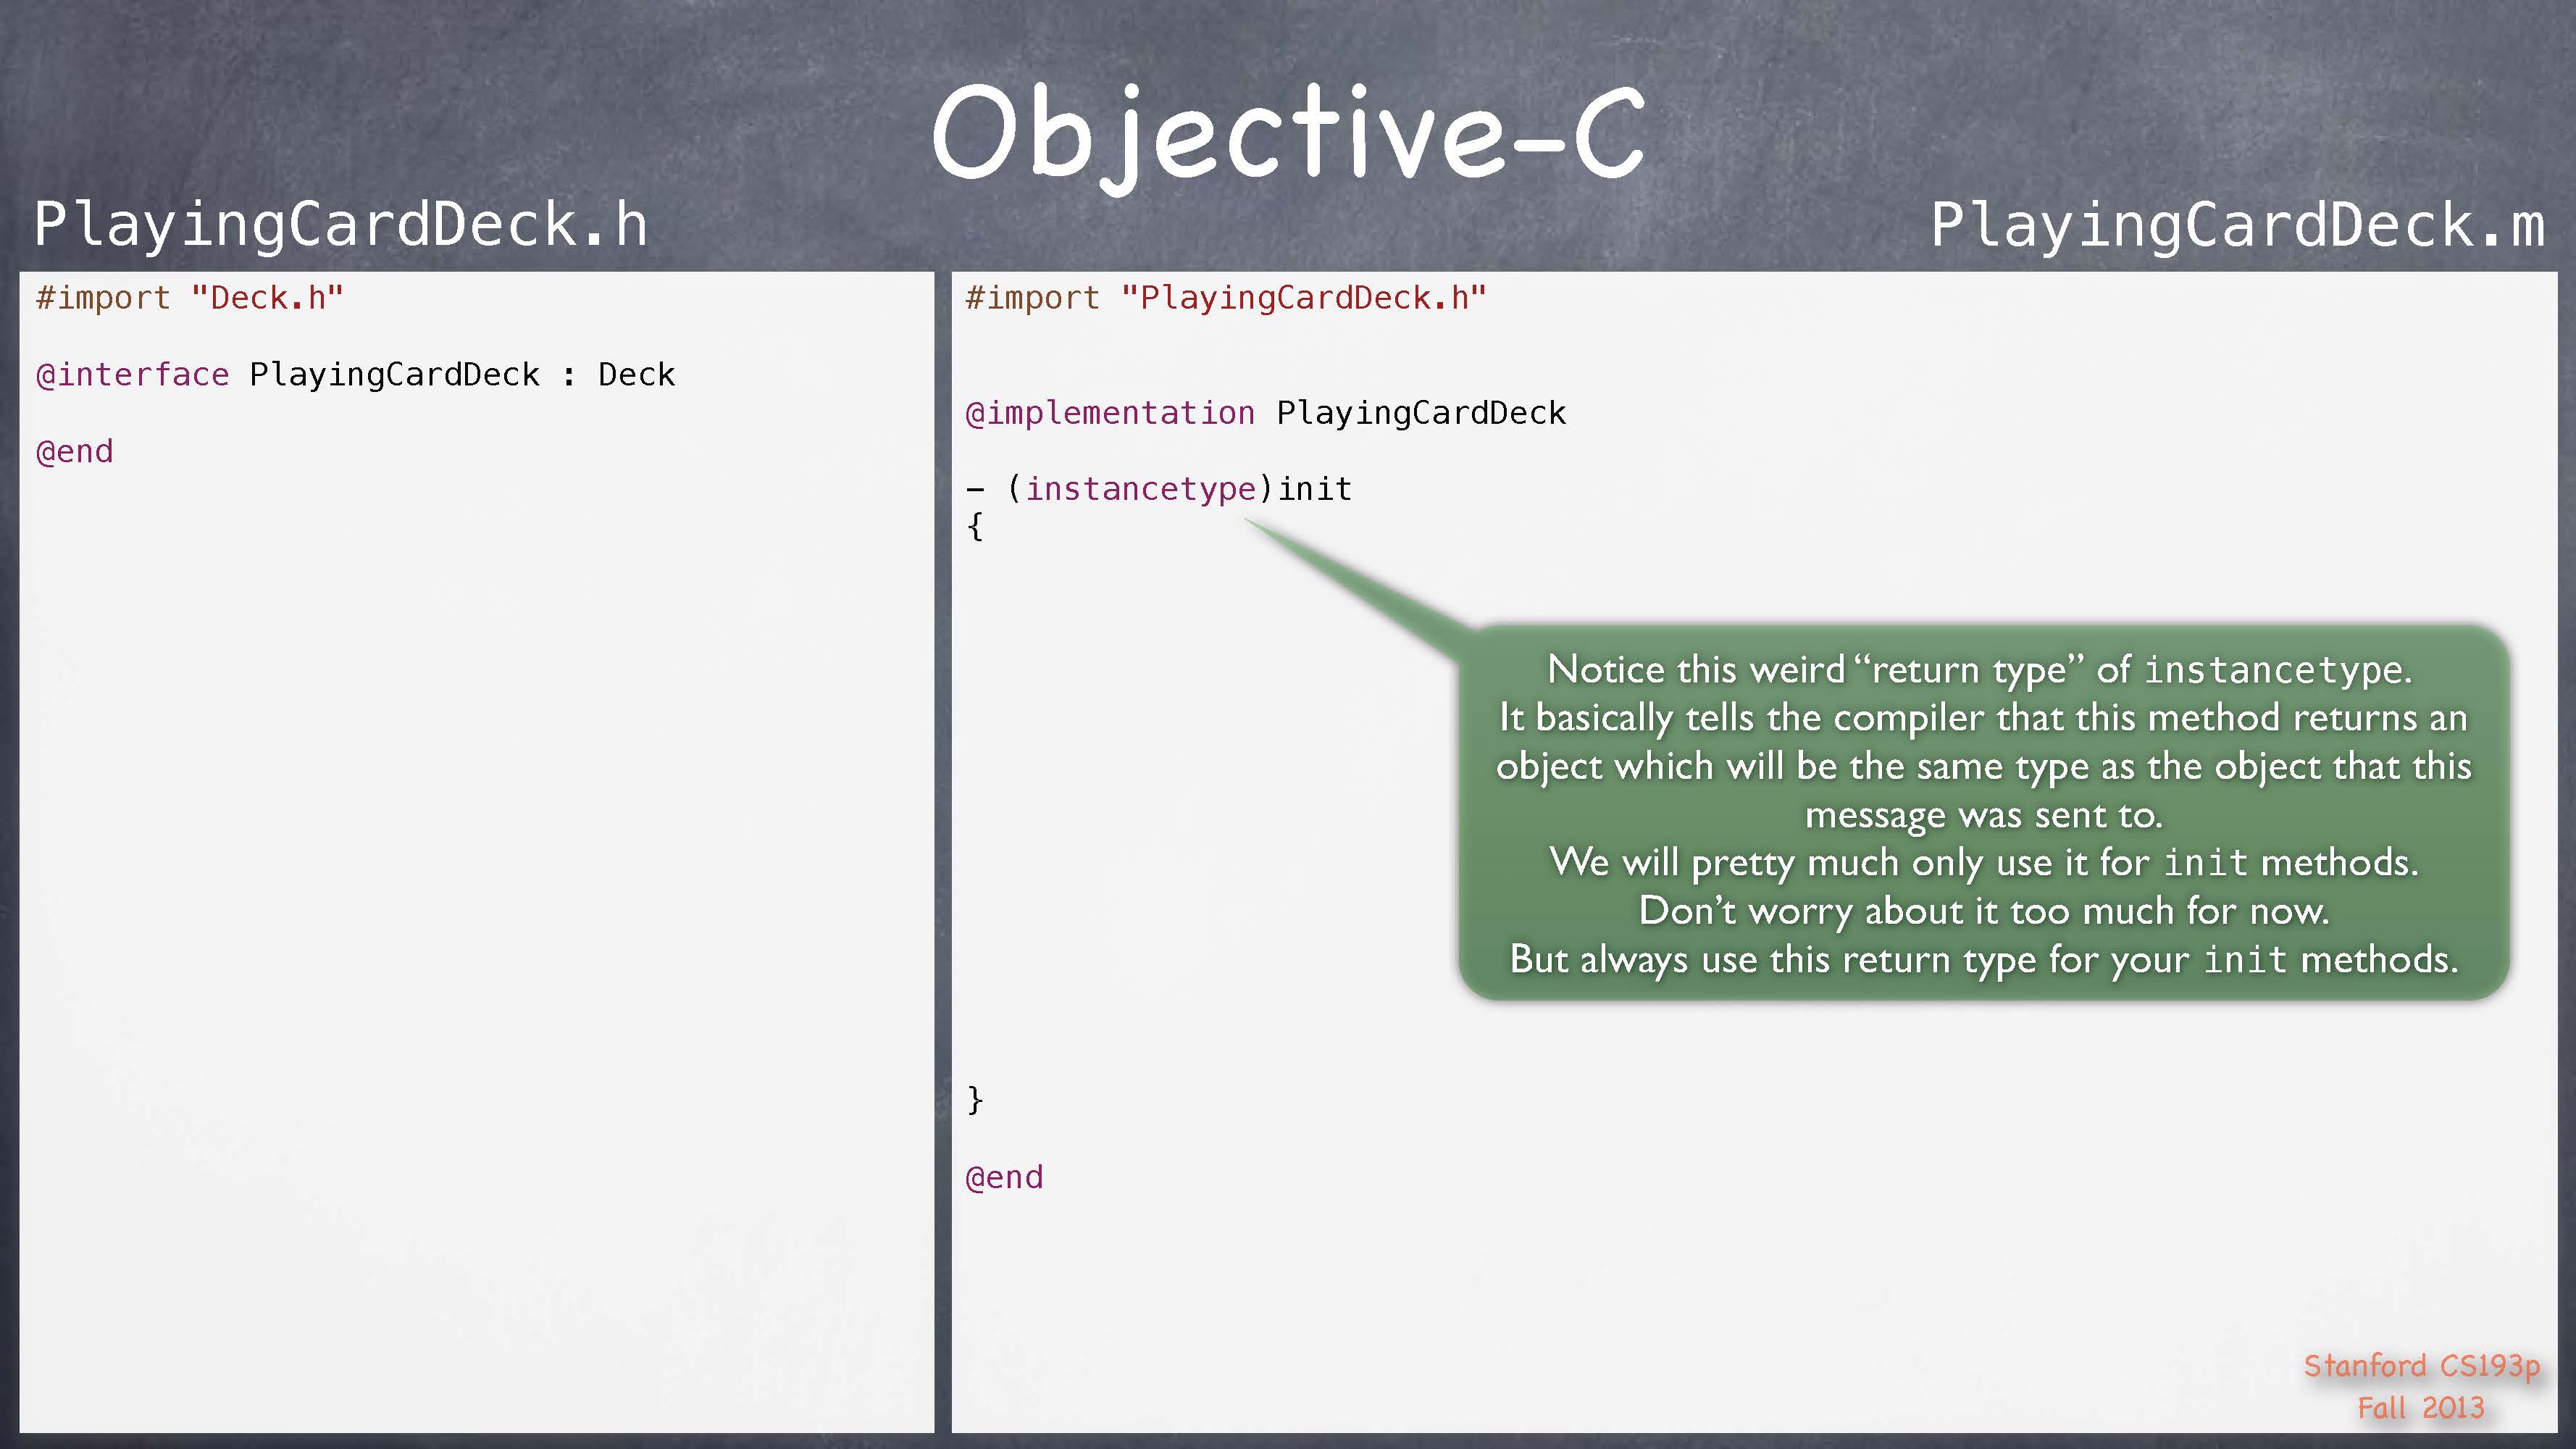 Objective-C
PlayingCardDeck.h
PlayingCardDeck.m
#import "Deck.h"
@interface PlayingCardDeck : Deck
@end
#import "PlayingCardDeck.h"
@implementation PlayingCardDeck
- (instancetype)init
{
Notice this weird “return type” of instancetype.
It basically tells the compiler that this method returns an
object which will be the same type as the object that this
message was sent to.
We will pretty much only use it for init methods.
Don’t worry about it too much for now.
But always use this return type for your init methods.
}
@end
Stanford CS193p
Fall 2013